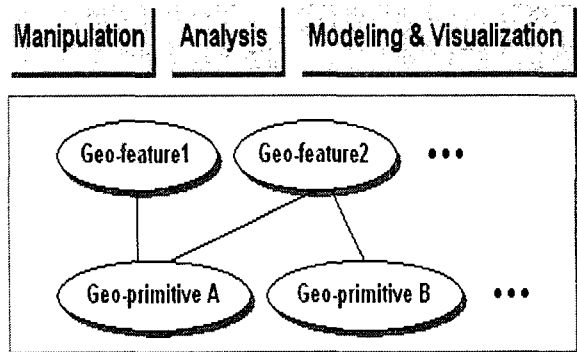 Manipulation Analysis Modeling & Visualization
Geo-feature1 Geo-feature2 •••
Geo-primitive A Geo-primitive B •••